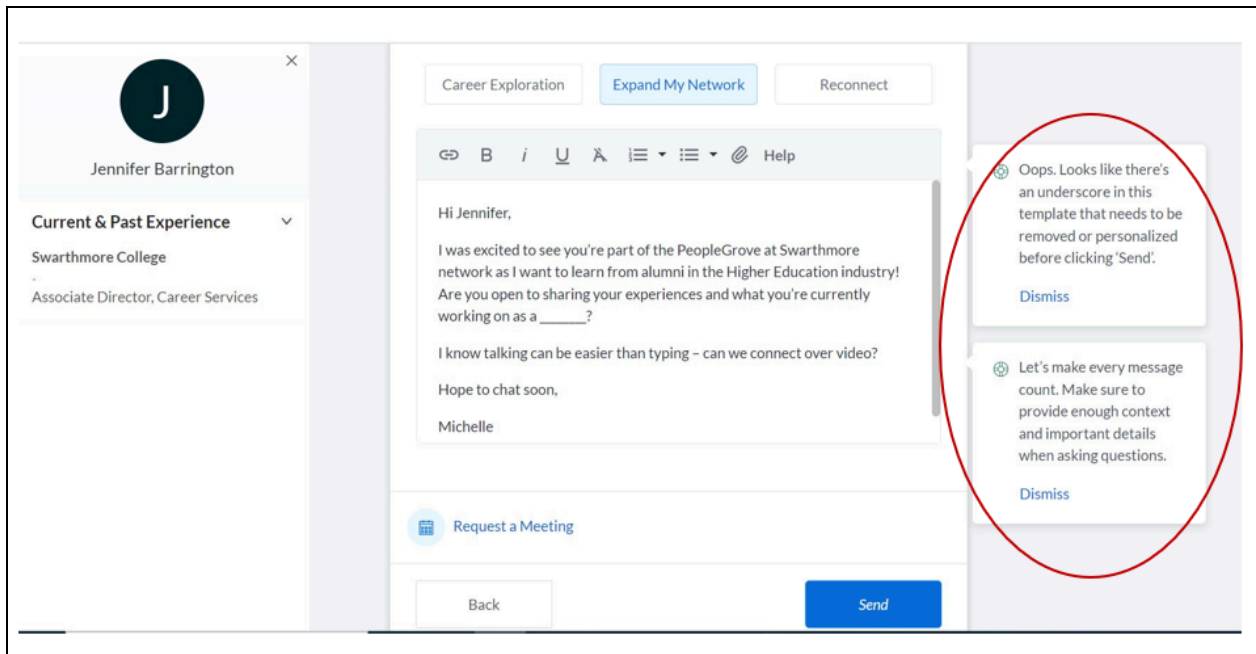 J
Jennifer Barrington
Current & Past Experience
Swarthmore College
-
Associate Director, Career Services
Career Exploration
Expand My Network
Reconnect
B i U A Help
Hi Jennifer,
I was excited to see you're part of the PeopleGrove at Swarthmore
network as I want to learn from alumni in the Higher Education industry!
Are you open to sharing your experiences and what you're currently
working on as a _______?
I know talking can be easier than typing – can we connect over video?
Hope to chat soon,
Michelle
Request a Meeting
Back
Send
Oops. Looks like there's
an underscore in this
template that needs to be
removed or personalized
before clicking 'Send'.
Dismiss
Let's make every message
count. Make sure to
provide enough context
and important details
when asking questions.
Dismiss